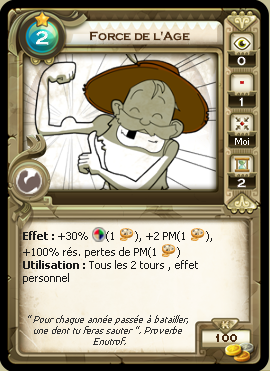 2
FORCE DE L'AGE
0
1
Moi
2
Effet : +30% (1 ), +2 PM(1 ),
+100% rés. pertes de PM(1 )
Utilisation : Tous les 2 tours , effet
personnel
“ Pour chaque année passée à batailler,
une dent tu feras sauter ”, Proverbe
Enutrof.
K
100